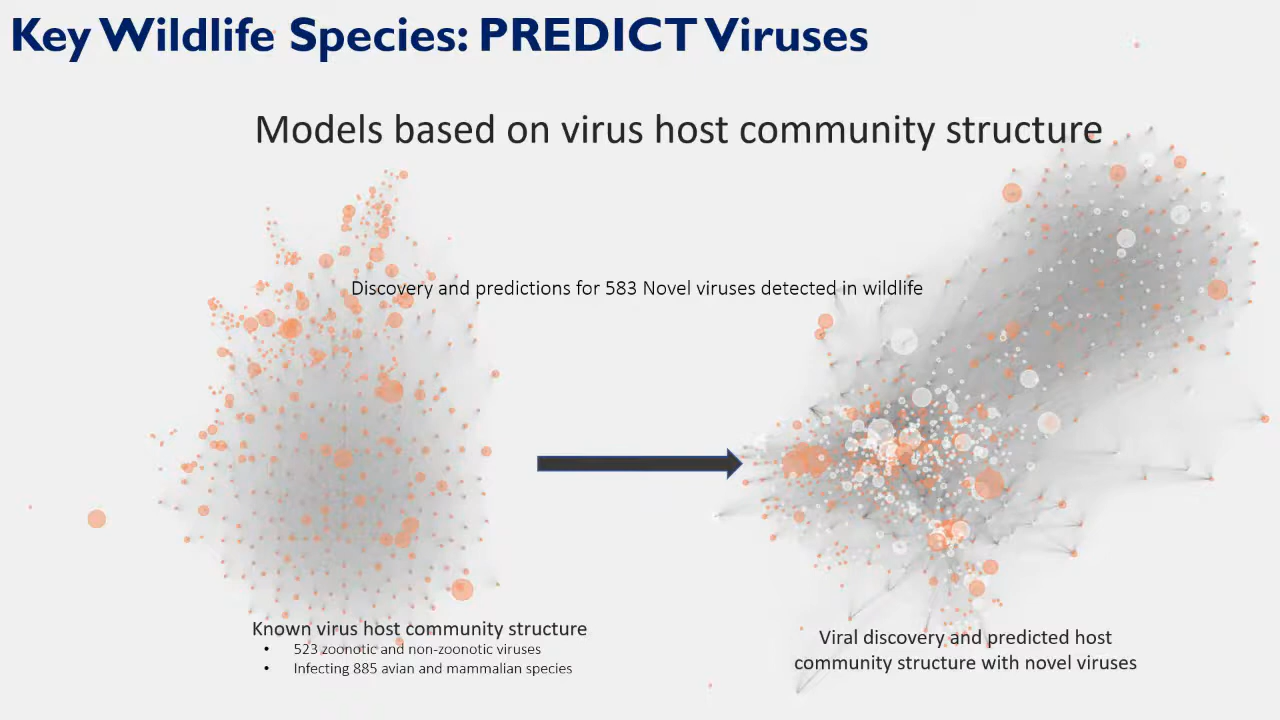 Key Wildlife Species: PREDICT Viruses
Models based on virus host community structure
Discovery and predictions for 583 Novel viruses detected in wildlife
Known virus host community structure
• 523 zoonotic and non-zoonotic viruses
• Infecting 885 avian and mammalian species
Viral discovery and predicted host
community structure with novel viruses